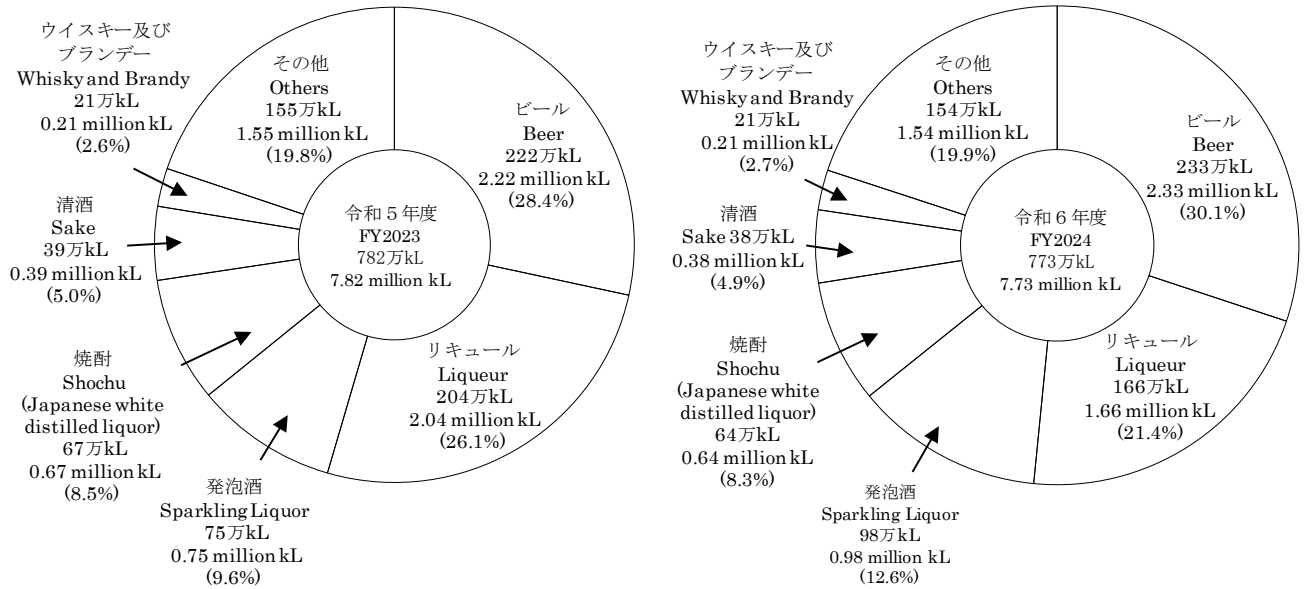 ウイスキー及び
ブランデー
Whisky and Brandy
21万kL
0.21 million kL
(2.6%)
その他
Others
155万kL
1.55 million kL
(19.8%)
ビール
Beer
222万kL
2.22 million kL
(28.4%)
清酒
Sake
39万kL
0.39 million kL
(5.0%)
令和5年度
FY2023
782万kL
7.82 million kL
焼酎
Shochu
(Japanese white
distilled liquor)
67万kL
0.67 million kL
(8.5%)
リキュール
Liqueur
204万kL
2.04 million kL
(26.1%)
発泡酒
Sparkling Liquor
75万kL
0.75 million kL
(9.6%)
ウイスキー及び
ブランデー
Whisky and Brandy
21万kL
0.21 million kL
(2.7%)
その他
Others
154万kL
1.54 million kL
(19.9%)
ビール
Beer
233万kL
2.33 million kL
(30.1%)
清酒
Sake 38万kL
0.38 million kL
(4.9%)
令和6年度
FY2024
773万kL
7.73 million kL
焼酎
Shochu
(Japanese white
distilled liquor)
64万kL
0.64 million kL
(8.3%)
リキュール
Liqueur
166万kL
1.66 million kL
(21.4%)
発泡酒
Sparkling Liquor
98万kL
0.98 million kL
(12.6%)